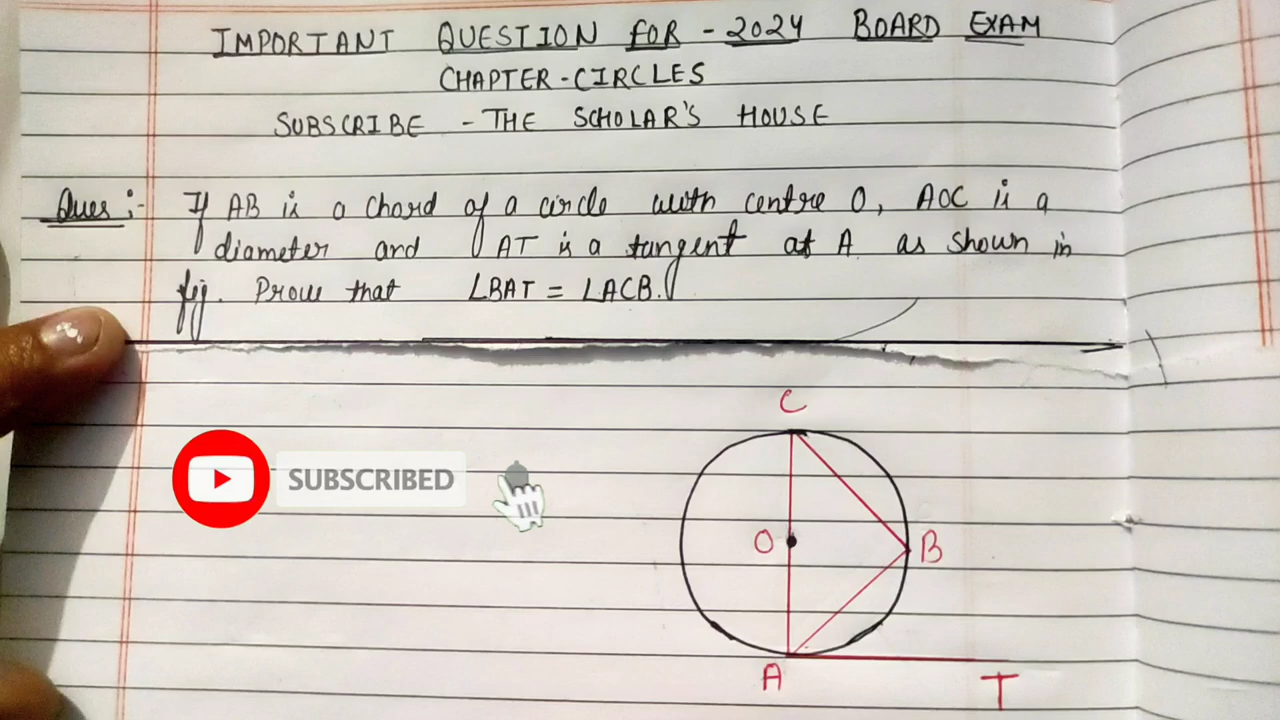 IMPORTANT QUESTION FOR - 2024 BOARD EXAM
CHAPTER-CIRCLES
SUBSCRIBE - THE SCHOLAR'S HOUSE
Ques:- If AB is a chord of a circle with centre O, AOC is a
diameter and AT is a tangent at A as shown in
fig. Prove that ∠BAT = ∠ACB.
C
SUBSCRIBED
O
B
A
T